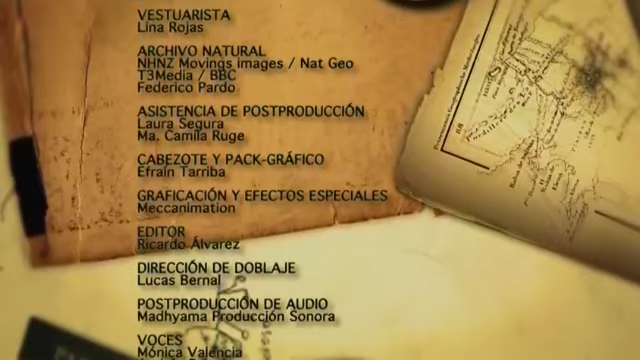 VESTUARISTA
Lina Rojas
ARCHIVO NATURAL
NHNZ Movings images / Nat Geo
T3Media / BBC
Federico Pardo
ASISTENCIA DE POSTPRODUCCIÓN
Laura Segura
Ma. Camila Ruge
CABEZOTE Y PACK-GRÁFICO
Efraín Tarriba
GRAFICACIÓN Y EFECTOS ESPECIALES
Meccanimation
EDITOR
Ricardo Álvarez
DIRECCIÓN DE DOBLAJE
Lucas Bernal
POSTPRODUCCIÓN DE AUDIO
Madhyama Producción Sonora
VOCES
Mónica Valencia